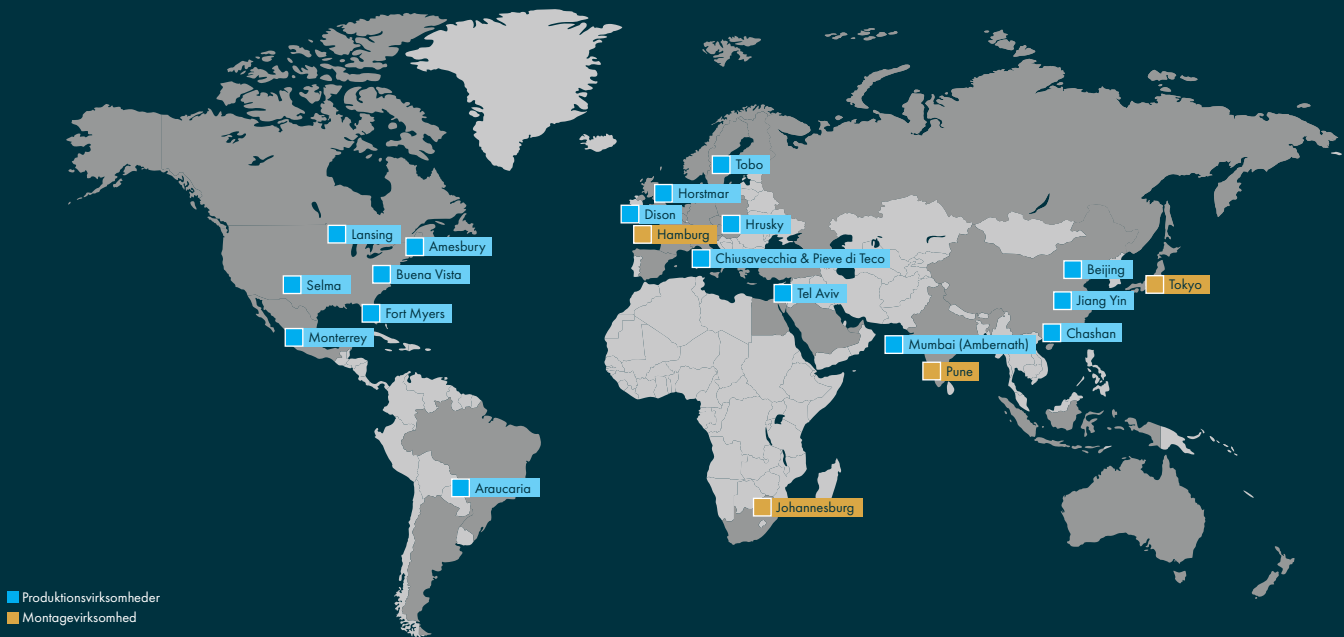 Tobo
Horstmar
Dison
Hrusky
Hamburg
Lansing
Amesbury
Chiusavecchia & Pieve di Teco
Buena Vista
Beijing
Selma
Tokyo
Tel Aviv
Jiang Yin
Fort Myers
Chashan
Monterrey
Mumbai (Ambernath)
Pune
Araucaria
Johannesburg
Produktionsvirksomheder
Montagevirksomhed